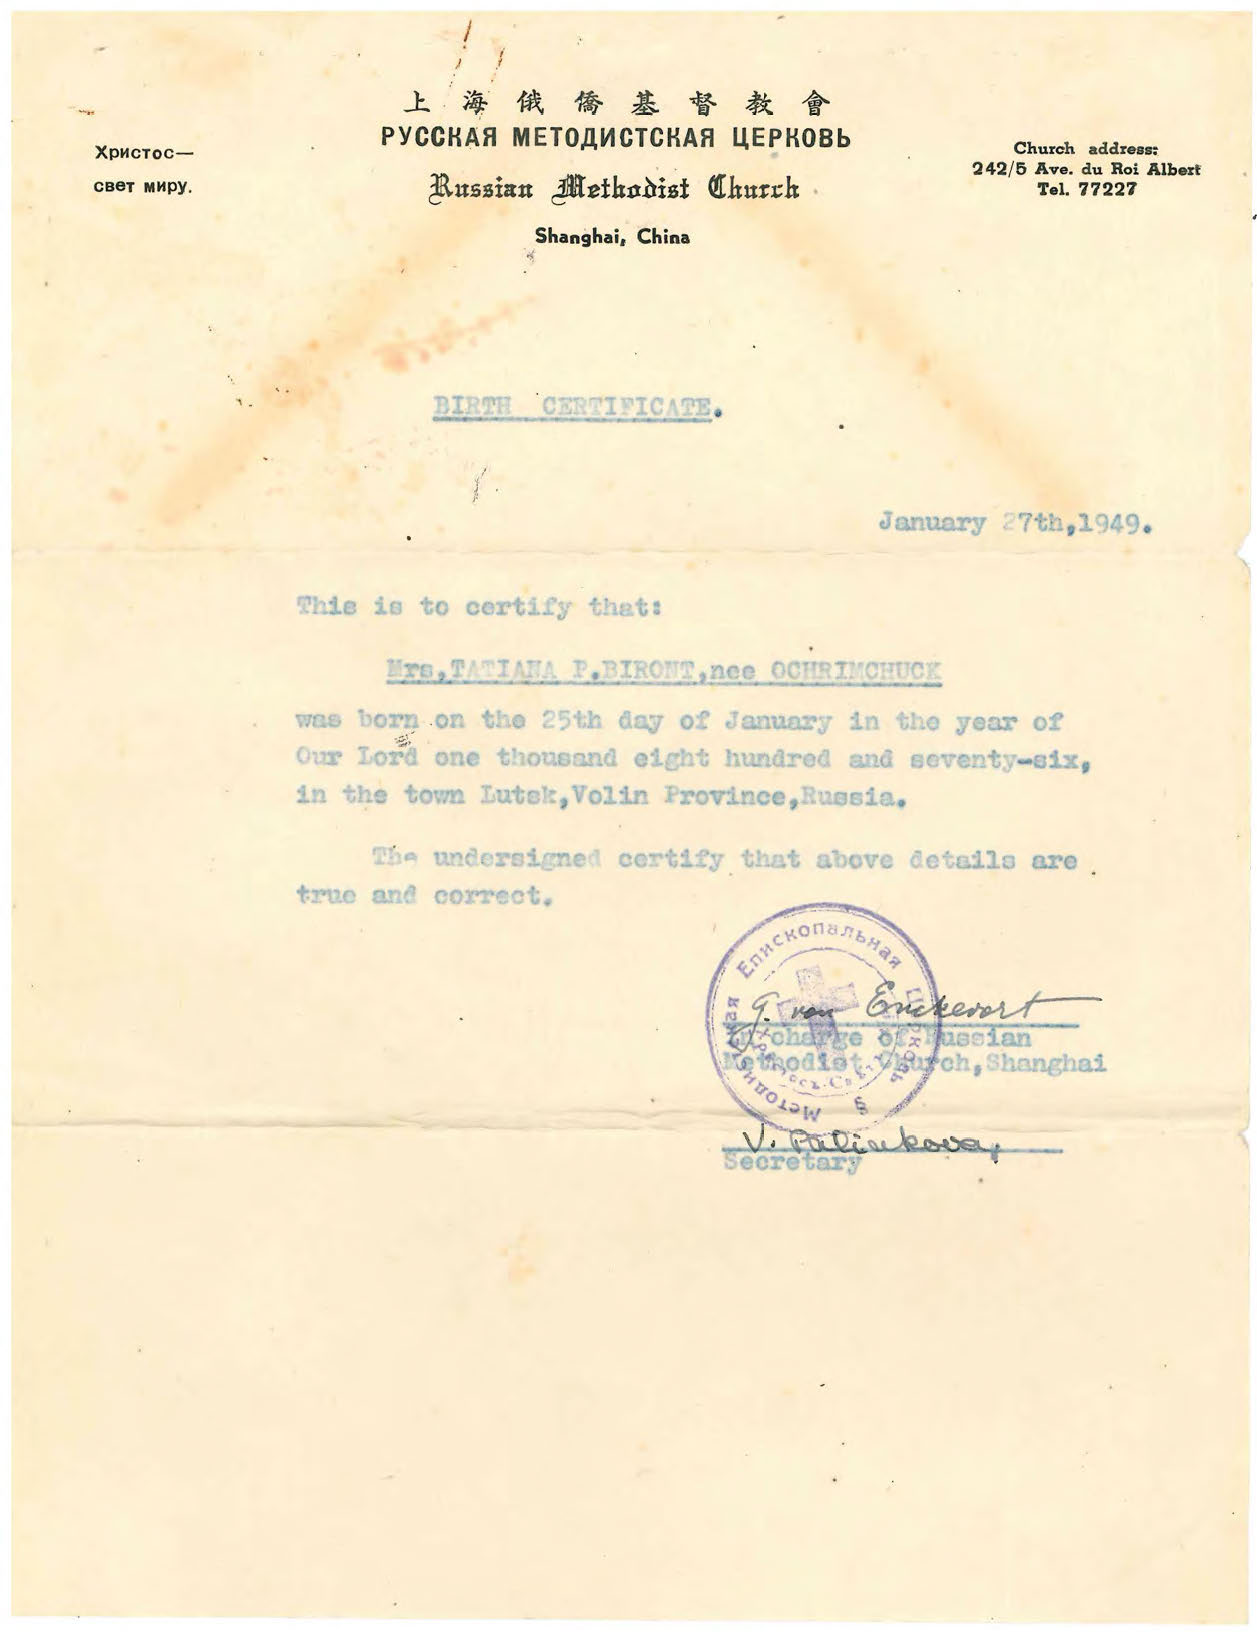 上海俄僑基督教會
РУССКАЯ МЕТОДИСТСКАЯ ЦЕРКОВЬ
Russian Methodist Church
Shanghai, China
Христос—
свет миру.
Church address:
242/5 Ave. du Roi Albert
Tel. 77227
BIRTH CERTIFICATE.
January 27th,1949.
This is to certify that:
Mrs,TATIANA P.BIRONT,nee OCHRIMCHUCK
was born on the 25th day of January in the year of
Our Lord one thousand eight hundred and seventy-six,
in the town Lutsk,Volin Province,Russia.
The undersigned certify that above details are
true and correct.
Методистская Епископальная Церковь
G. von Enckevort
In charge of Russian
Methodist Church,Shanghai
V. Palinkova,
Secretary